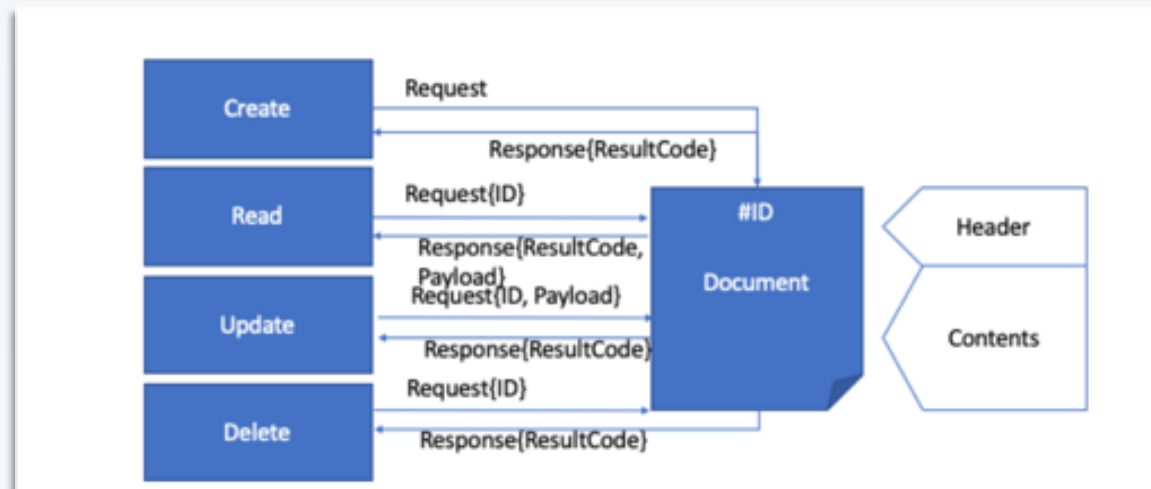 Create
Request
Response{ResultCode}
Read
Request{ID}
Response{ResultCode,
Payload}
Update
Request{ID, Payload}
Response{ResultCode}
Delete
Request{ID}
Response{ResultCode}
#ID
Document
Header
Contents